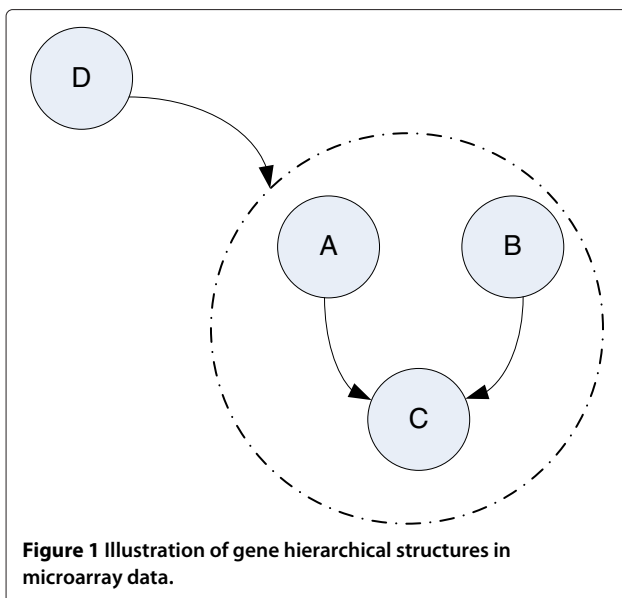 D
A
B
C
Figure 1 Illustration of gene hierarchical structures in
microarray data.